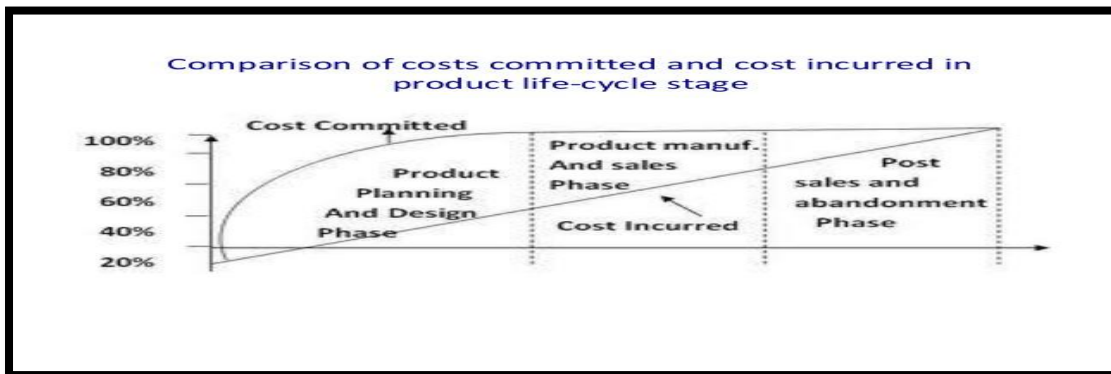 Comparison of costs committed and cost incurred in
product life-cycle stage
Cost Committed
100%
80%
60%
40%
20%
Product
Planning
And Design
Phase
Product manuf.
And sales
Phase
Cost Incurred
Post
sales and
abandonment
Phase